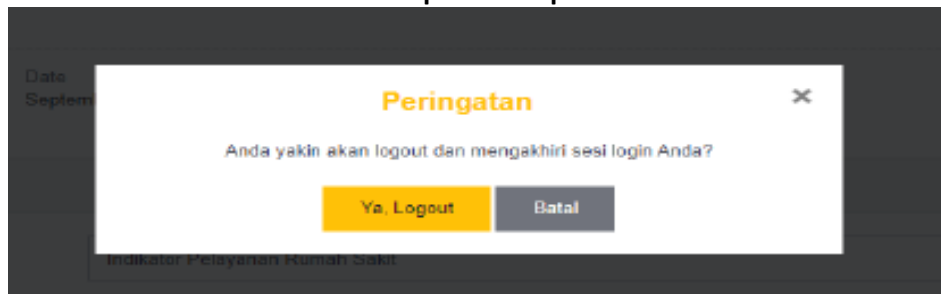 Date
Septem
Peringatan
×
Anda yakin akan logout dan mengakhiri sesi login Anda?
Ya, Logout
Batal
Indikator Pelayanan Rumah Sakit